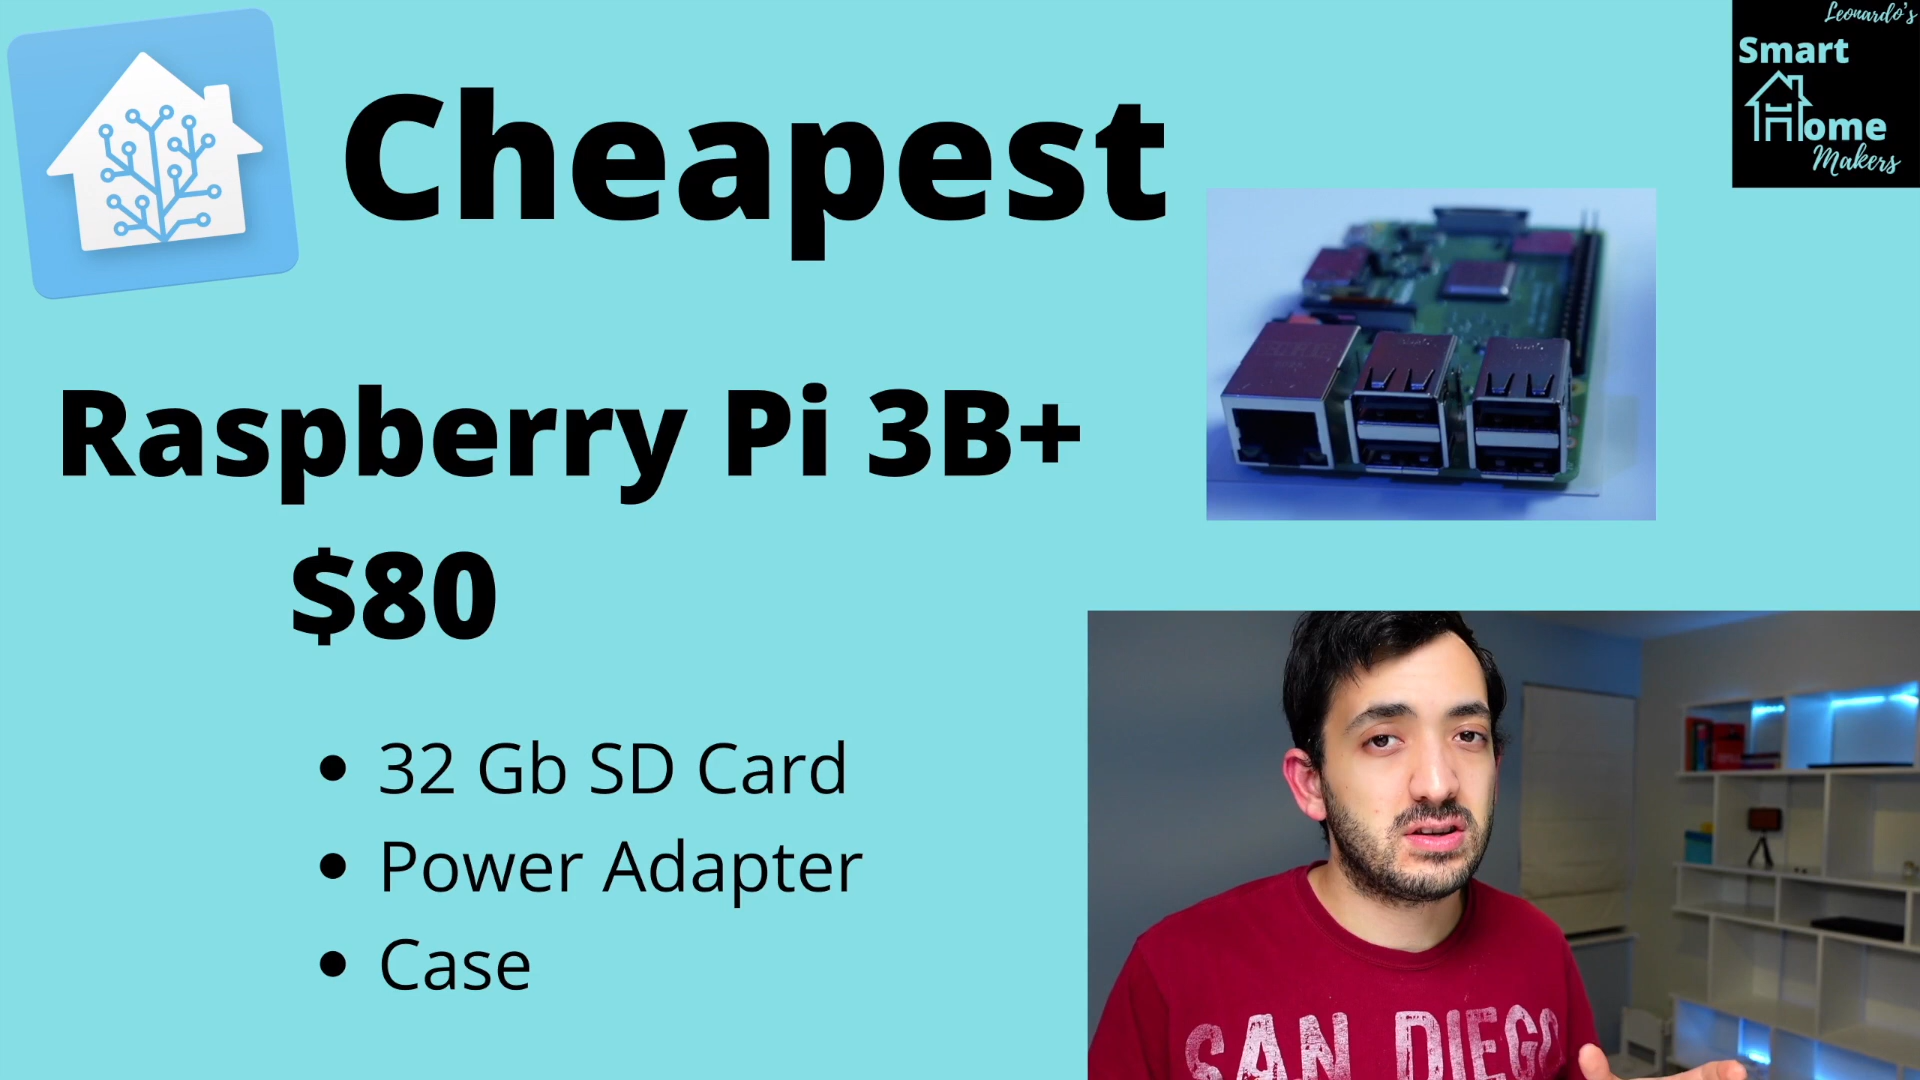 Leonardo's
Smart
Home
Makers
Cheapest
Raspberry Pi 3B+
$80
• 32 Gb SD Card
• Power Adapter
• Case
SAN DIEGO